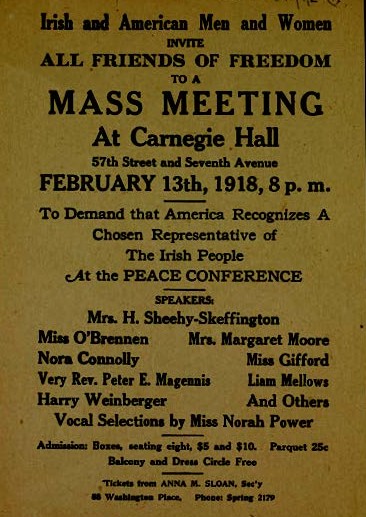 Irish and American Men and Women
INVITE
ALL FRIENDS OF FREEDOM
TO A
MASS MEETING
At Carnegie Hall
57th Street and Seventh Avenue
FEBRUARY 13th, 1918, 8 p. m.
To Demand that America Recognizes A
Chosen Representative of
The Irish People
At the PEACE CONFERENCE
SPEAKERS:
Mrs. H. Sheehy-Skeffington
Miss O'Brennen Mrs. Margaret Moore
Nora Connolly Miss Gifford
Very Rev. Peter E. Magennis Liam Mellows
Harry Weinberger And Others
Vocal Selections by Miss Norah Power
Admission: Boxes, seating eight, $5 and $10. Parquet 25c
Balcony and Dress Circle Free
Tickets from ANNA M. SLOAN, Sec'y
Washington Place, Phone: Spring 2179